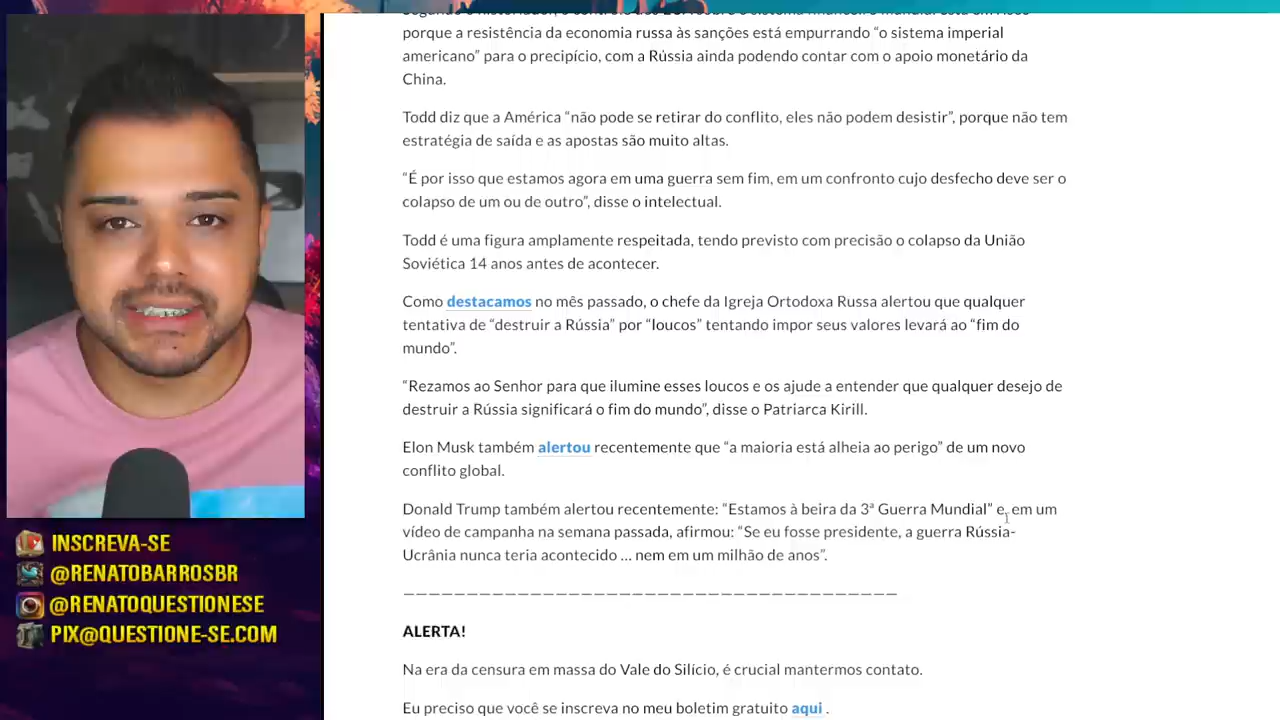 porque a resistência da economia russa às sanções está empurrando “o sistema imperial
americano” para o precipício, com a Rússia ainda podendo contar com o apoio monetário da
China.
Todd diz que a América “não pode se retirar do conflito, eles não podem desistir”, porque não tem
estratégia de saída e as apostas são muito altas.
“É por isso que estamos agora em uma guerra sem fim, em um confronto cujo desfecho deve ser o
colapso de um ou de outro”, disse o intelectual.
Todd é uma figura amplamente respeitada, tendo previsto com precisão o colapso da União
Soviética 14 anos antes de acontecer.
Como destacamos no mês passado, o chefe da Igreja Ortodoxa Russa alertou que qualquer
tentativa de “destruir a Rússia” por “loucos” tentando impor seus valores levará ao “fim do
mundo”.
“Rezamos ao Senhor para que ilumine esses loucos e os ajude a entender que qualquer desejo de
destruir a Rússia significará o fim do mundo”, disse o Patriarca Kirill.
Elon Musk também alertou recentemente que “a maioria está alheia ao perigo” de um novo
conflito global.
Donald Trump também alertou recentemente: “Estamos à beira da 3ª Guerra Mundial” e, em um
vídeo de campanha na semana passada, afirmou: “Se eu fosse presidente, a guerra Rússia-
Ucrânia nunca teria acontecido … nem em um milhão de anos”.
———————————————————————————————————————
ALERTA!
Na era da censura em massa do Vale do Silício, é crucial mantermos contato.
Eu preciso que você se inscreva no meu boletim gratuito aqui .
INSCREVA-SE
@RENATOBARROSBR
@RENATOQUESTIONESE
PIX@QUESTIONE-SE.COM